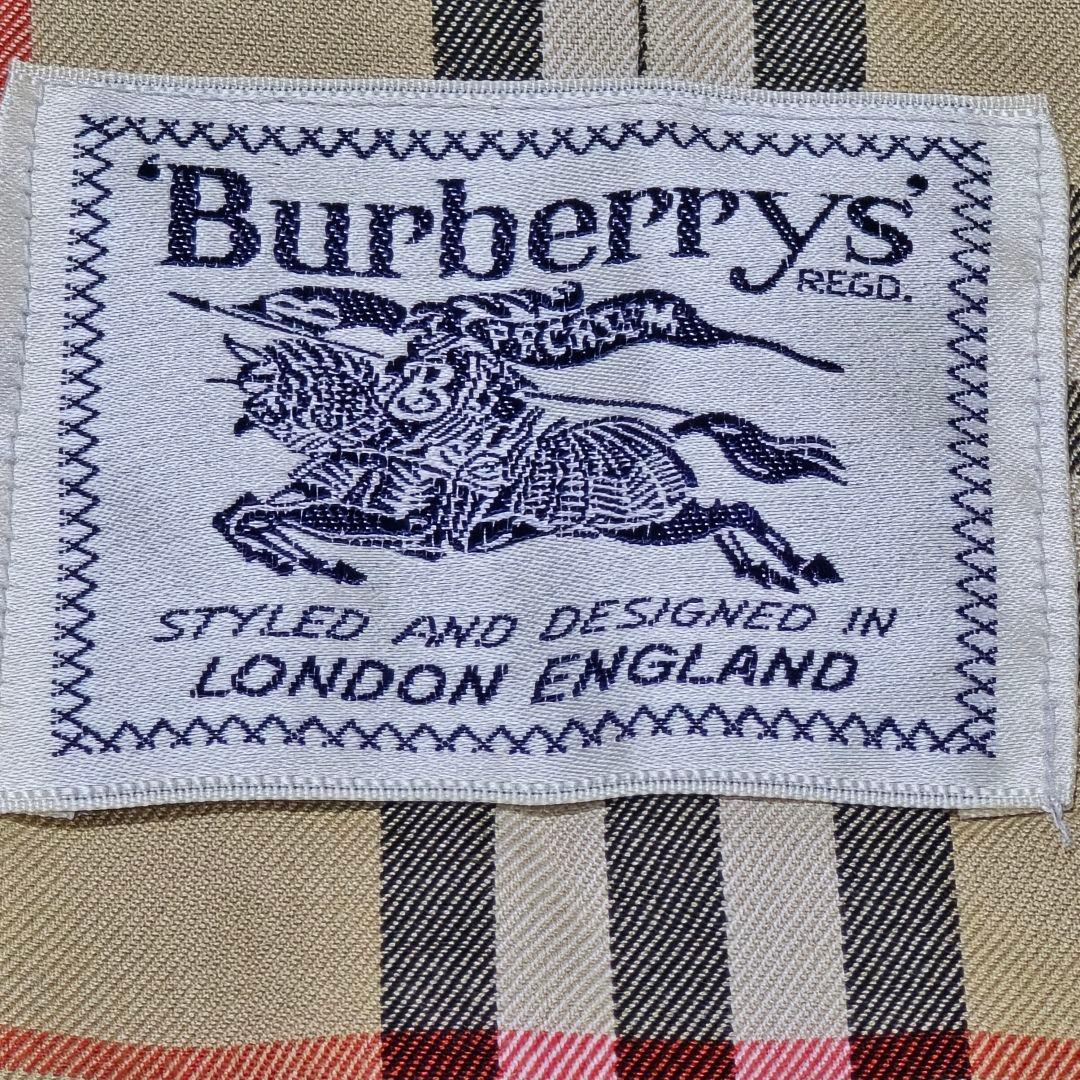 'Burberrys'
REGD.
B
STYLED AND DESIGNED IN
LONDON ENGLAND